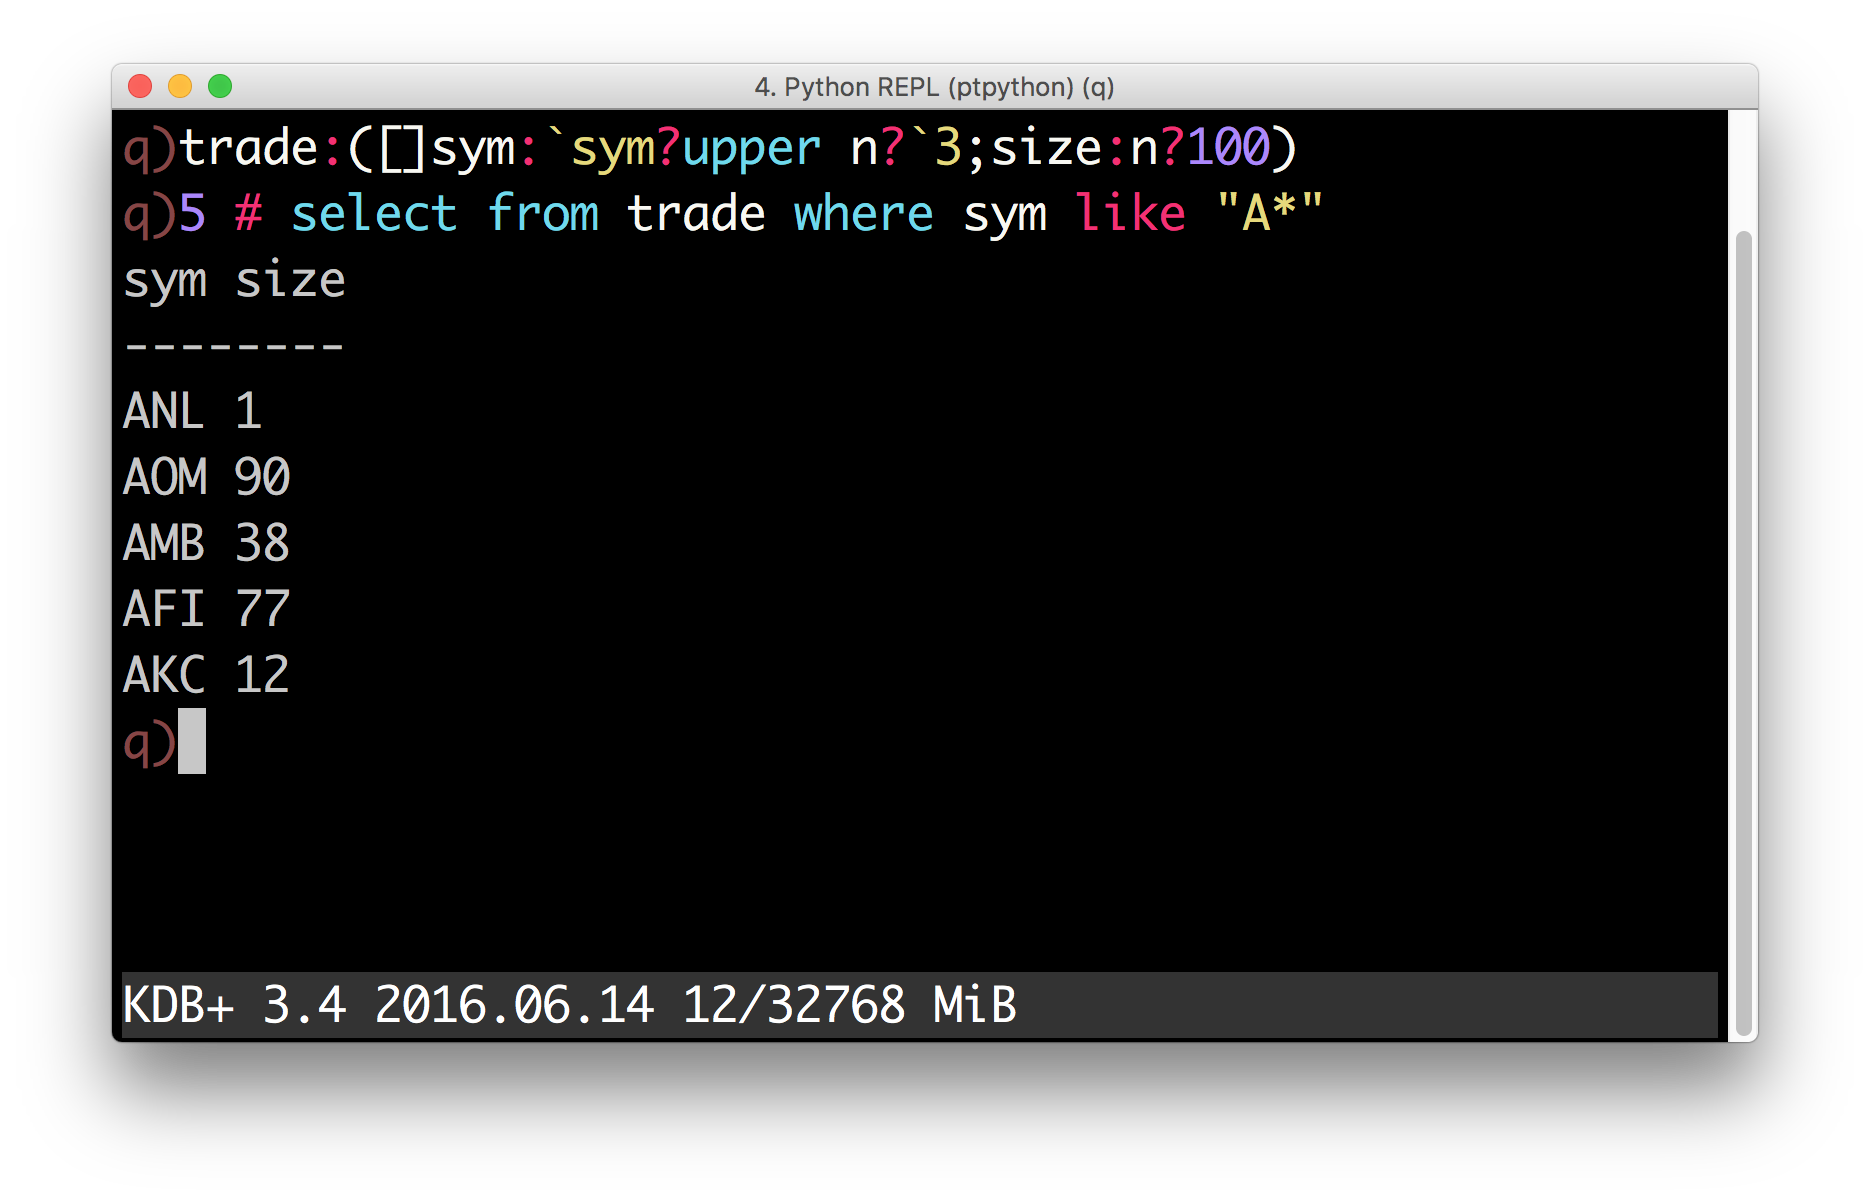 4. Python REPL (ptpython) (q)
q)trade:([]sym:`sym?upper n?`3;size:n?100)
q)5 # select from trade where sym like "A*"
sym size
--------
ANL 1
AOM 90
AMB 38
AFI 77
AKC 12
q)
KDB+ 3.4 2016.06.14 12/32768 MiB